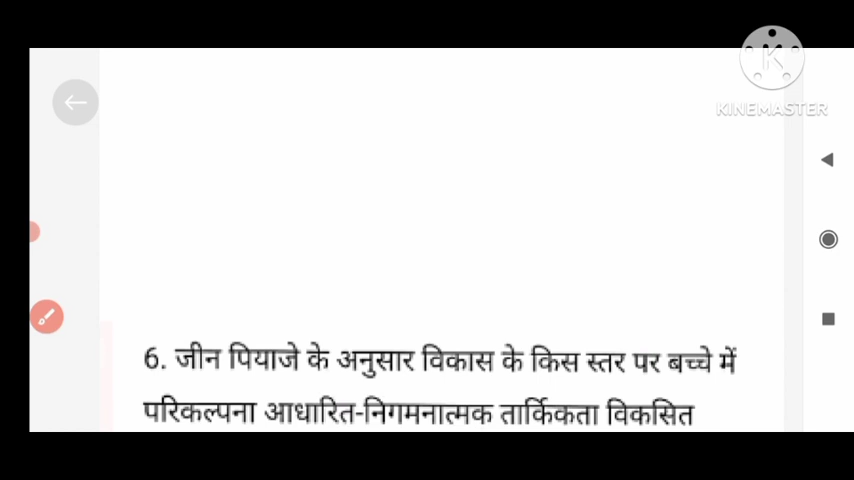 K
KINEMASTER
6. जीन पियाजे के अनुसार विकास के किस स्तर पर बच्चे में
परिकल्पना आधारित-निगमनात्मक तार्किकता विकसित